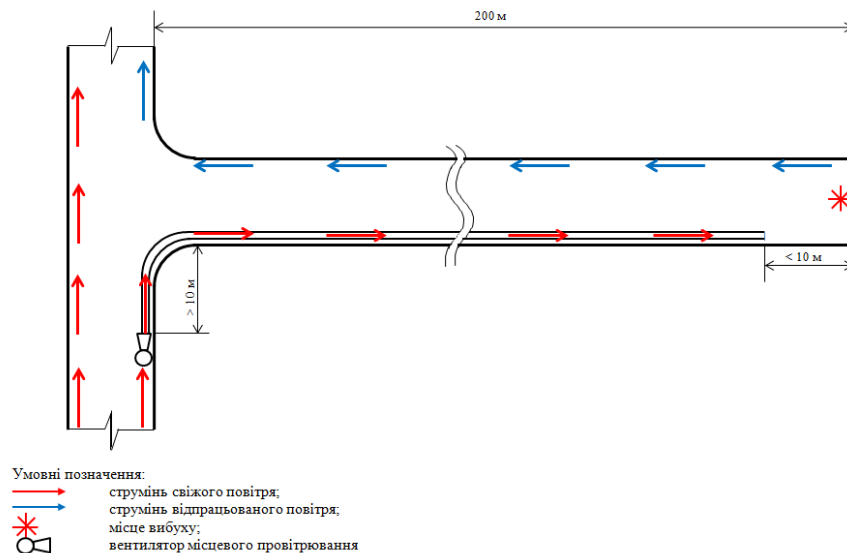 200 м
> 10 м
< 10 м
Умовні позначення:
струмінь свіжого повітря;
струмінь відпрацьованого повітря;
місце вибуху;
вентилятор місцевого провітрювання